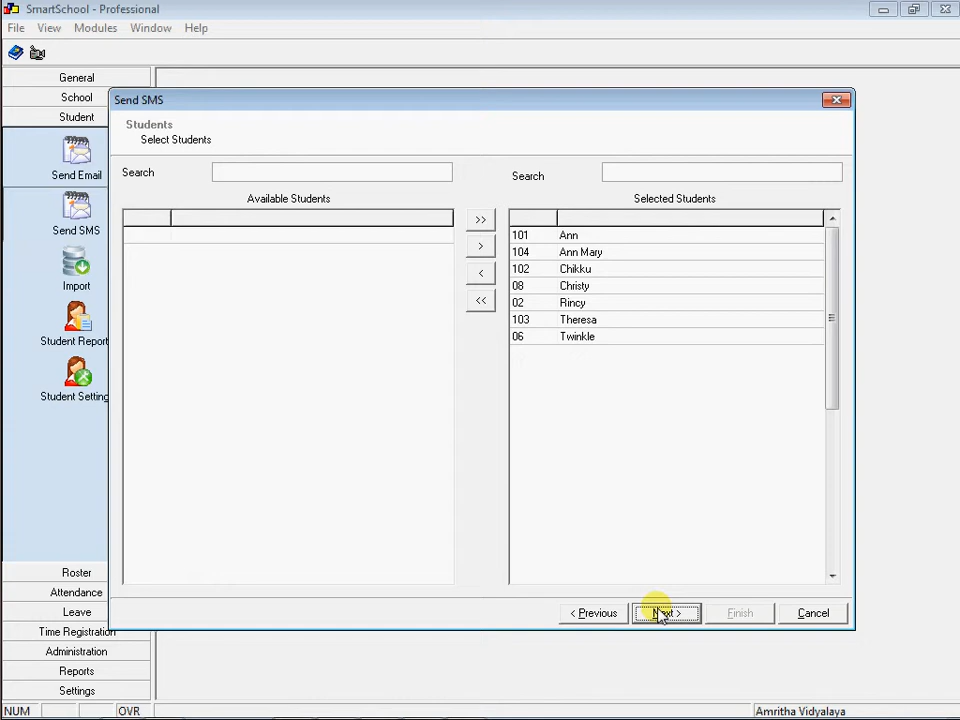 SmartSchool - Professional
File View Modules Window Help
General
School
Student
Send Email
Send SMS
Import
Student Report
Student Setting
Roster
Attendance
Leave
Time Registration
Administration
Reports
Settings
Send SMS
Students
Select Students
Search
Search
Available Students
Selected Students
>>
>
<
<<
101 Ann
104 Ann Mary
102 Chikku
08 Christy
02 Rincy
103 Theresa
06 Twinkle
< Previous Next > Finish Cancel
NUM OVR Amritha Vidyalaya